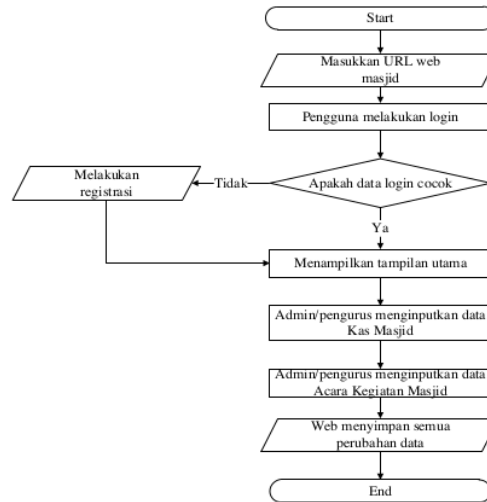 Start
Masukkan URL web
masjid
Pengguna melakukan login
Apakah data login cocok
Tidak
Melakukan
registrasi
Ya
Menampilkan tampilan utama
Admin/pengurus menginputkan data
Kas Masjid
Admin/pengurus menginputkan data
Acara Kegiatan Masjid
Web menyimpan semua
perubahan data
End